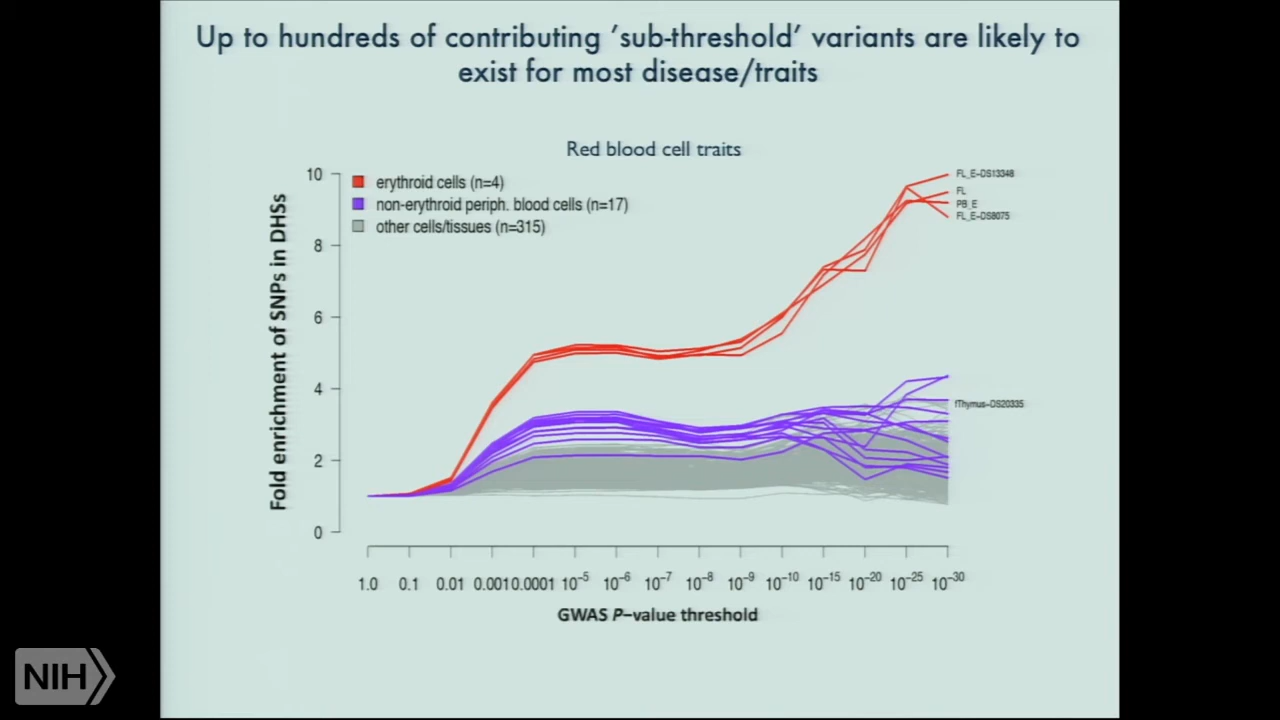 Up to hundreds of contributing ‘sub-threshold’ variants are likely to
exist for most disease/traits
Red blood cell traits
erythroid cells (n=4)
non-erythroid periph. blood cells (n=17)
other cells/tissues (n=315)
Fold enrichment of SNPs in DHSs
10
8
6
4
2
0
FL_E-DS13348
FL
PB_E
FL_E-DS8075
fThymus-DS20335
1.0 0.1 0.01 0.001 0.0001 10⁻⁵ 10⁻⁶ 10⁻⁷ 10⁻⁸ 10⁻⁹ 10⁻¹⁰ 10⁻¹⁵ 10⁻²⁰ 10⁻²⁵ 10⁻³⁰
GWAS P-value threshold
NIH